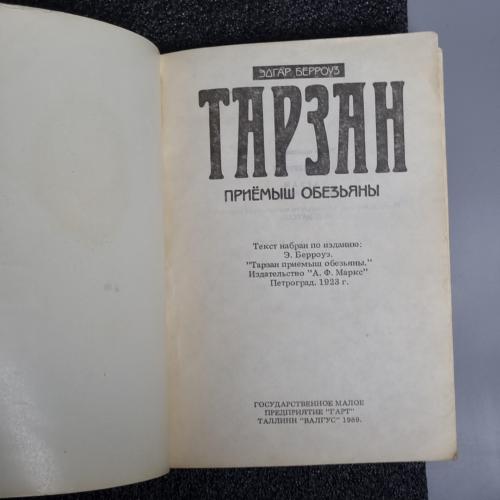 ЭДГАР БЕРРОУЗ
ТАРЗАН
ПРИЁМЫШ ОБЕЗЬЯНЫ
Текст набран по изданию:
Э. Берроуз.
"Тарзан приемыш обезьяны."
Издательство "А. Ф. Маркс"
Петроград. 1923 г.
ГОСУДАРСТВЕННОЕ МАЛОЕ
ПРЕДПРИЯТИЕ "ГАРТ"
ТАЛЛИНН "ВАЛГУС" 1989.